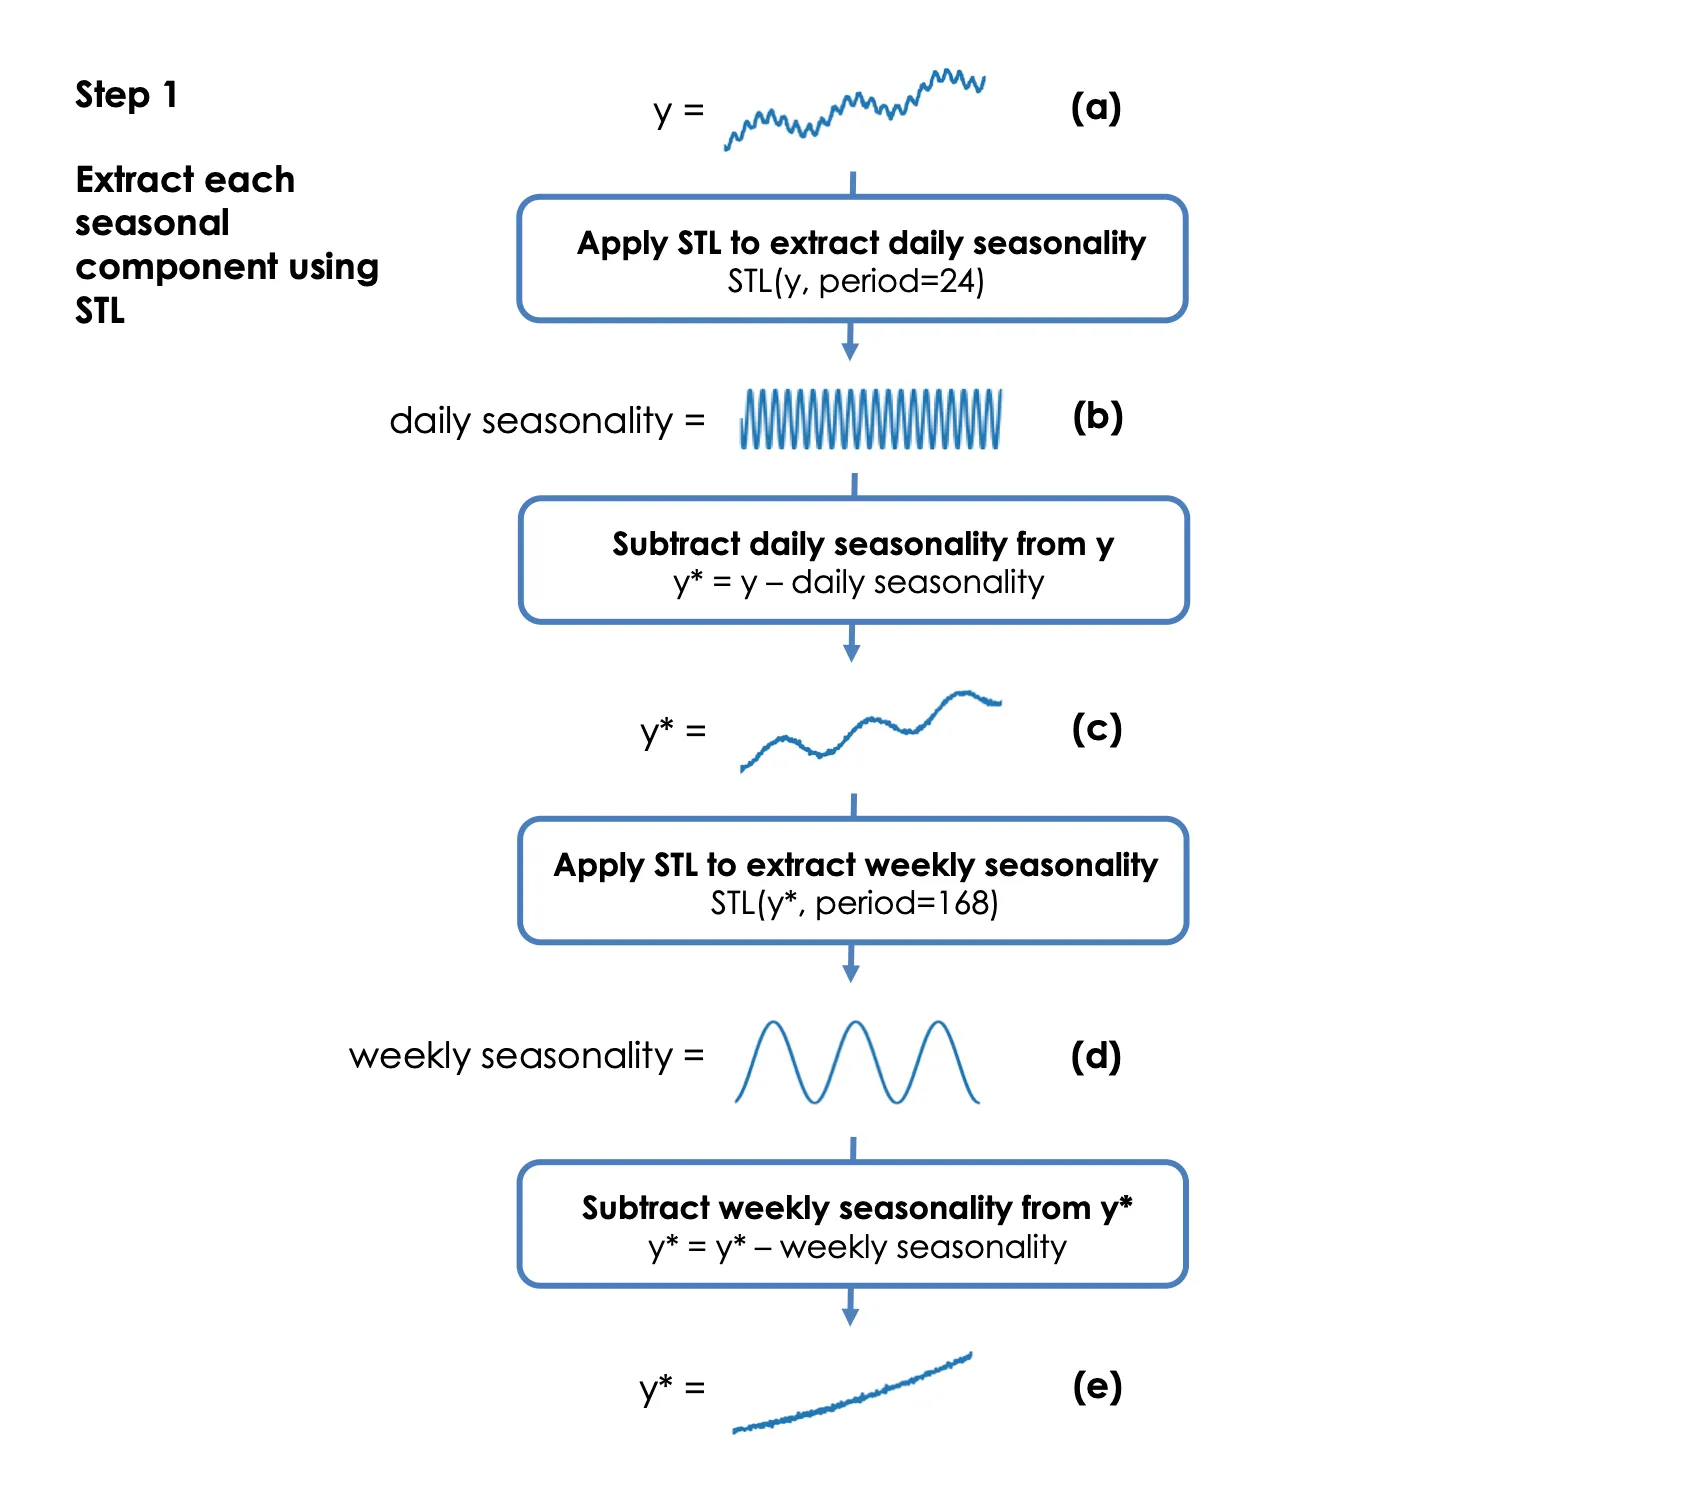 Step 1
Extract each
seasonal
component using
STL
y =
(a)
Apply STL to extract daily seasonality
STL(y, period=24)
daily seasonality =
(b)
Subtract daily seasonality from y
y* = y – daily seasonality
y* =
(c)
Apply STL to extract weekly seasonality
STL(y*, period=168)
weekly seasonality =
(d)
Subtract weekly seasonality from y*
y* = y* – weekly seasonality
y* =
(e)